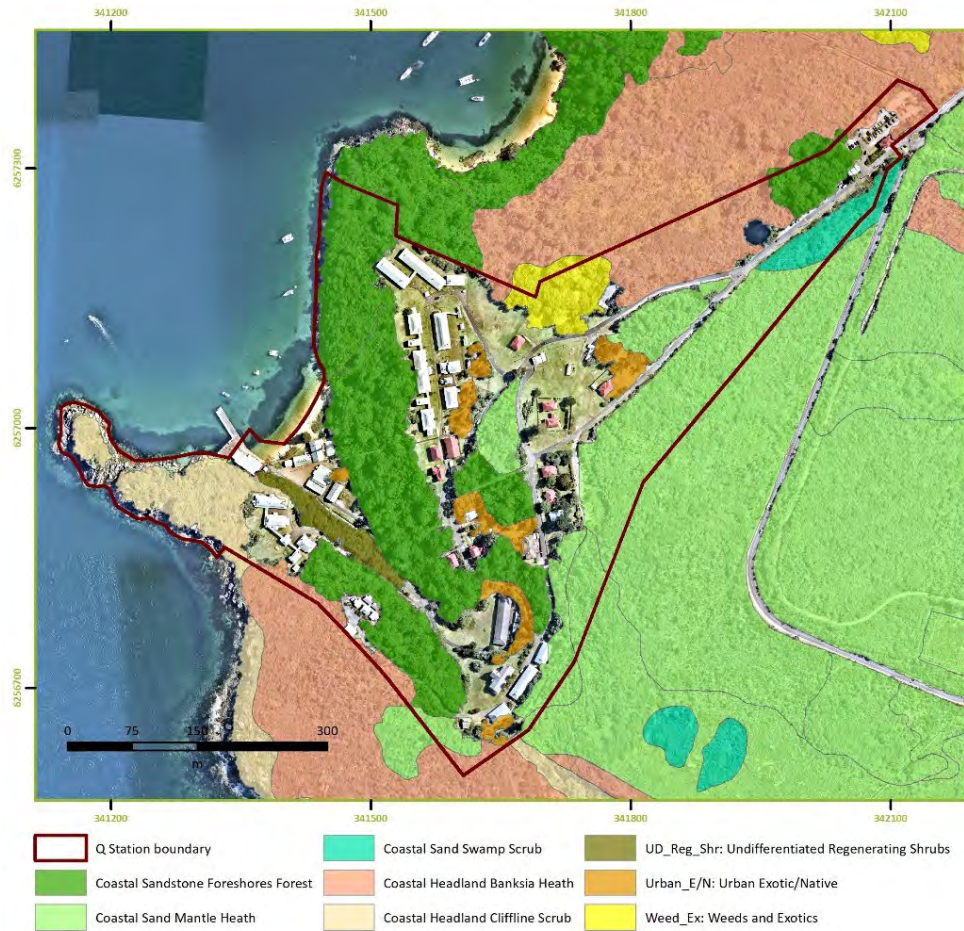 341200 341500 341800 342100
6257300
6257000
6256700
0 75 150 300
m
341200 341500 341800 342100
Q Station boundary
Coastal Sand Swamp Scrub
UD_Reg_Shr: Undifferentiated Regenerating Shrubs
Coastal Sandstone Foreshores Forest
Coastal Headland Banksia Heath
Urban_E/N: Urban Exotic/Native
Coastal Sand Mantle Heath
Coastal Headland Cliffline Scrub
Weed_Ex: Weeds and Exotics